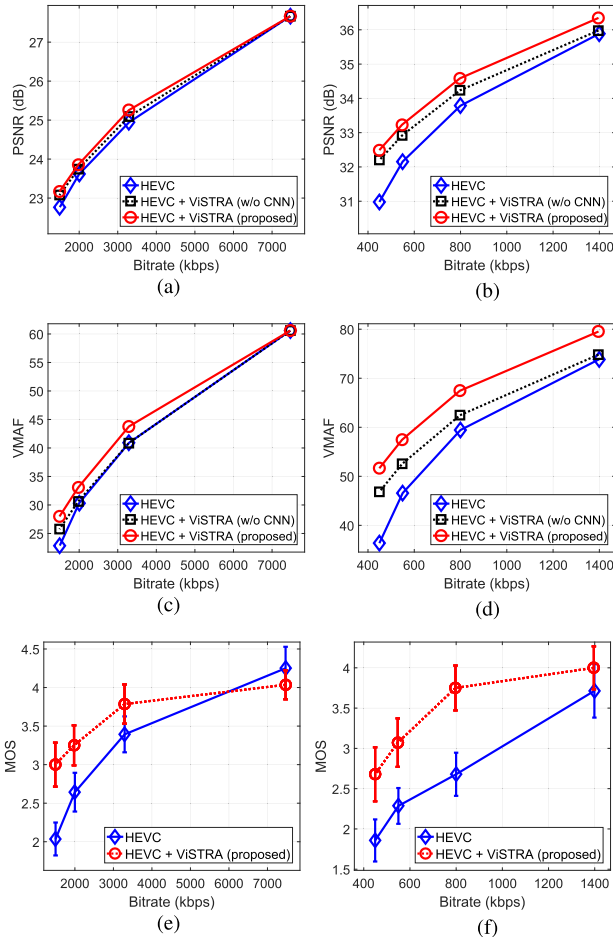 27
26
25
24
23
PSNR (dB)
HEVC
HEVC + ViSTRA (w/o CNN)
HEVC + ViSTRA (proposed)
2000 3000 4000 5000 6000 7000
Bitrate (kbps)
(a)
36
35
34
33
32
31
PSNR (dB)
HEVC
HEVC + ViSTRA (w/o CNN)
HEVC + ViSTRA (proposed)
400 600 800 1000 1200 1400
Bitrate (kbps)
(b)
60
55
50
45
40
35
30
25
VMAF
HEVC
HEVC + ViSTRA (w/o CNN)
HEVC + ViSTRA (proposed)
2000 3000 4000 5000 6000 7000
Bitrate (kbps)
(c)
80
70
60
50
40
VMAF
HEVC
HEVC + ViSTRA (w/o CNN)
HEVC + ViSTRA (proposed)
400 600 800 1000 1200 1400
Bitrate (kbps)
(d)
4.5
4
3.5
3
2.5
2
MOS
HEVC
HEVC + ViSTRA (proposed)
2000 3000 4000 5000 6000 7000
Bitrate (kbps)
(e)
4
3.5
3
2.5
2
1.5
MOS
HEVC
HEVC + ViSTRA (proposed)
400 600 800 1000 1200 1400
Bitrate (kbps)
(f)